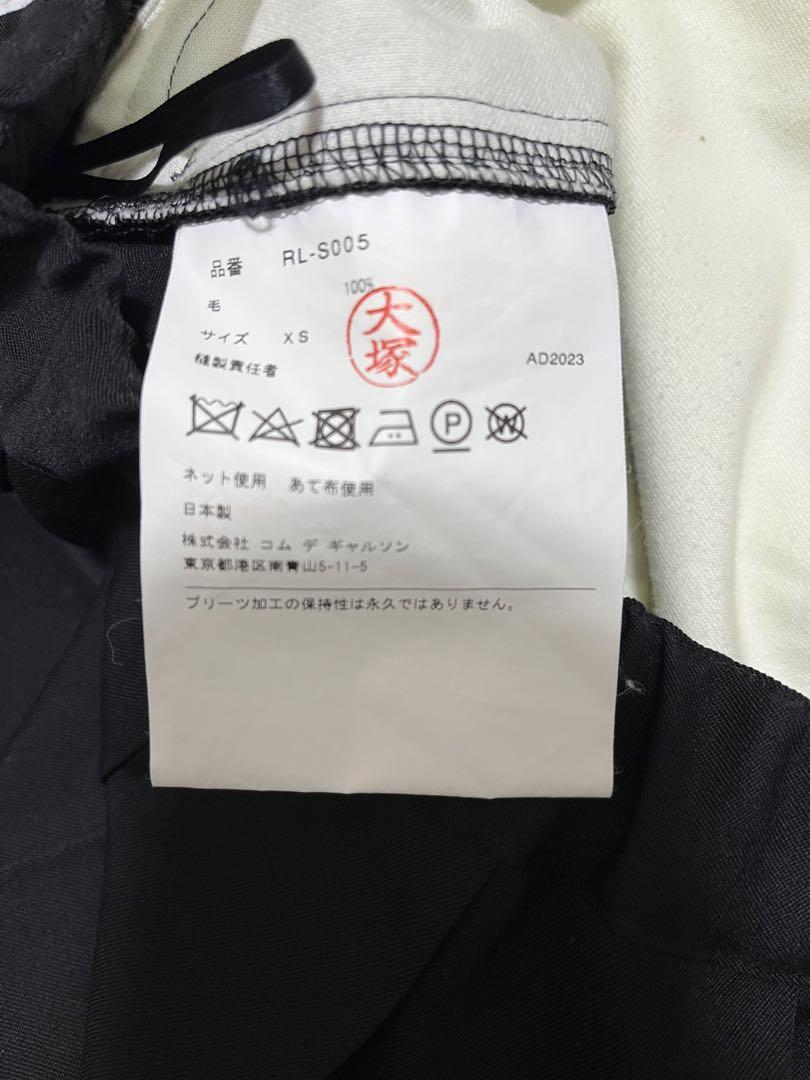 品番 RL-S005
毛 100%
サイズ XS
縫製責任者 大塚 AD2023
P W
ネット使用 あて布使用
日本製
株式会社 コム デ ギャルソン
東京都港区南青山5-11-5
プリーツ加工の保持性は永久ではありません。